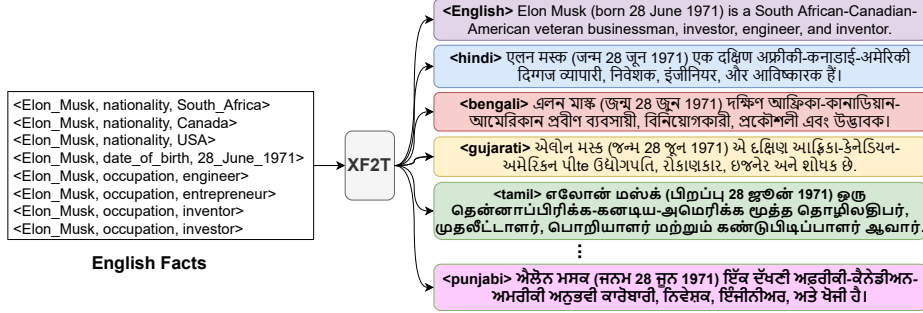 <Elon_Musk, nationality, South_Africa>
<Elon_Musk, nationality, Canada>
<Elon_Musk, nationality, USA>
<Elon_Musk, date_of_birth, 28_June_1971>
<Elon_Musk, occupation, engineer>
<Elon_Musk, occupation, entrepreneur>
<Elon_Musk, occupation, inventor>
<Elon_Musk, occupation, investor>
English Facts
XF2T
<English> Elon Musk (born 28 June 1971) is a South African-Canadian-
American veteran businessman, investor, engineer, and inventor.
<hindi> एलन मस्क (जन्म 28 जून 1971) एक दक्षिण अफ्रीकी-कनाडाई-अमेरिकी
दिग्गज व्यापारी, निवेशक, इंजीनियर, और आविष्कारक हैं।
<bengali> এলন মাস্ক (জন্ম 28 জুন 1971) দক্ষিণ আফ্রিকা-কানাডিয়ান-
আমেরিকান প্রবীণ ব্যবসায়ী, বিনিয়োগকারী, প্রকৌশলী এবং উদ্ভাবক।
<gujarati> એલોન મસ્ક (જન્મ 28 જૂન 1971) એ દક્ષિણ આફ્રિકા-કેનેડિયન-
અમેરિકન પીte ઉદ્યોગપતિ, રોકાણકાર, ઇજનેર અને શોધક છે.
<tamil> எலோன் மஸ்க் (பிறப்பு 28 ஜூன் 1971) ஒரு
தென்னாப்பிரிக்க-கனடிய-அமெரிக்க மூத்த தொழிலதிபர்,
முதலீட்டாளர், பொறியாளர் மற்றும் கண்டுபிடிப்பாளர் ஆவார்.
<punjabi> ਐਲੋਨ ਮਸਕ (ਜਨਮ 28 ਜੂਨ 1971) ਇੱਕ ਦੱਖਣੀ ਅਫ਼ਰੀਕੀ-ਕੈਨੇਡੀਅਨ-
ਅਮਰੀਕੀ ਅਨੁਭਵੀ ਕਾਰੋਬਾਰੀ, ਨਿਵੇਸ਼ਕ, ਇੰਜੀਨੀਅਰ, ਅਤੇ ਖੋਜੀ ਹੈ।